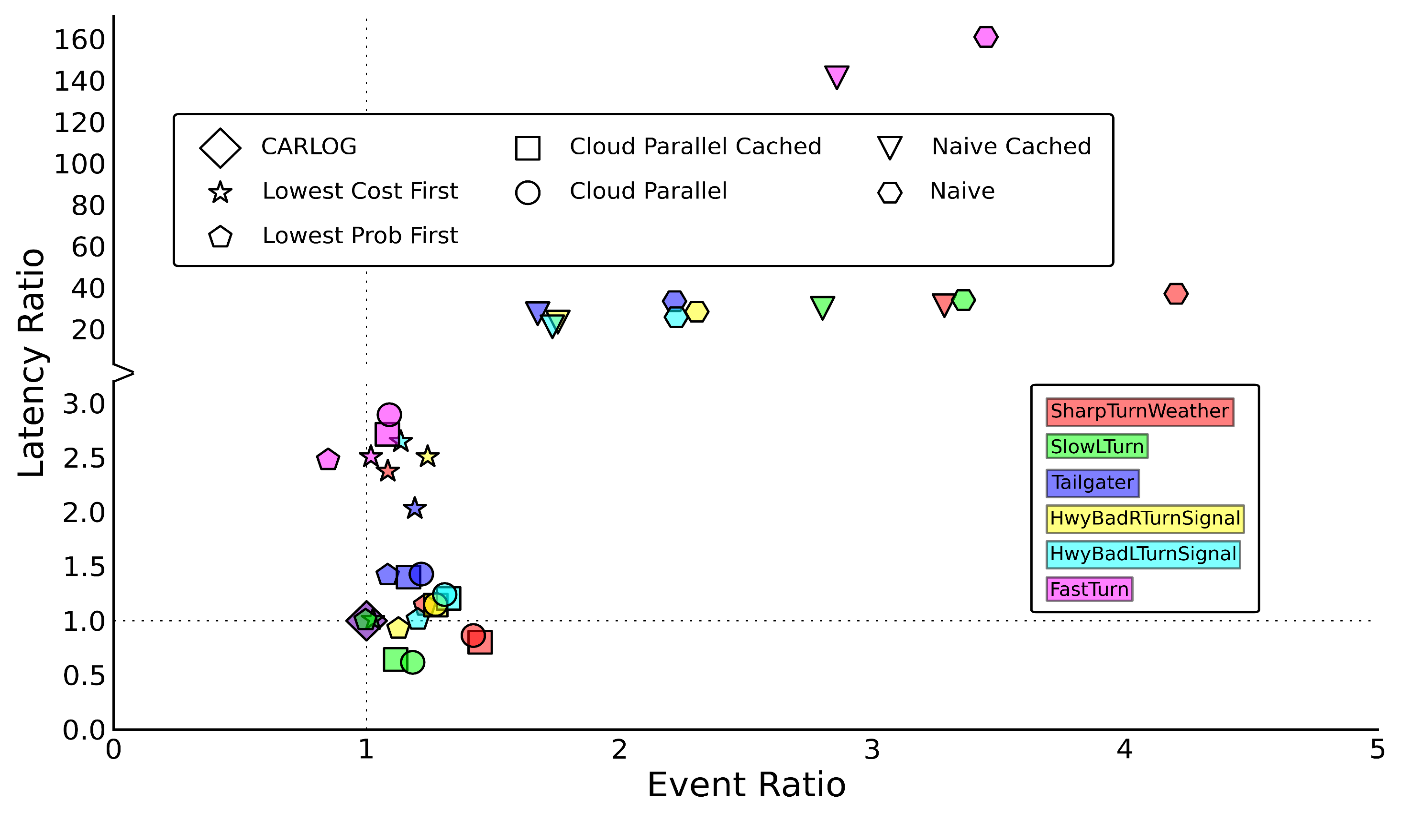 160
140
120
100
80
60
40
20
3.0
2.5
2.0
1.5
1.0
0.5
0.0
Latency Ratio
CARLOG
Cloud Parallel Cached
Naive Cached
Lowest Cost First
Cloud Parallel
Naive
Lowest Prob First
SharpTurnWeather
SlowLTurn
Tailgater
HwyBadRTurnSignal
HwyBadLTurnSignal
FastTurn
0 1 2 3 4 5
Event Ratio